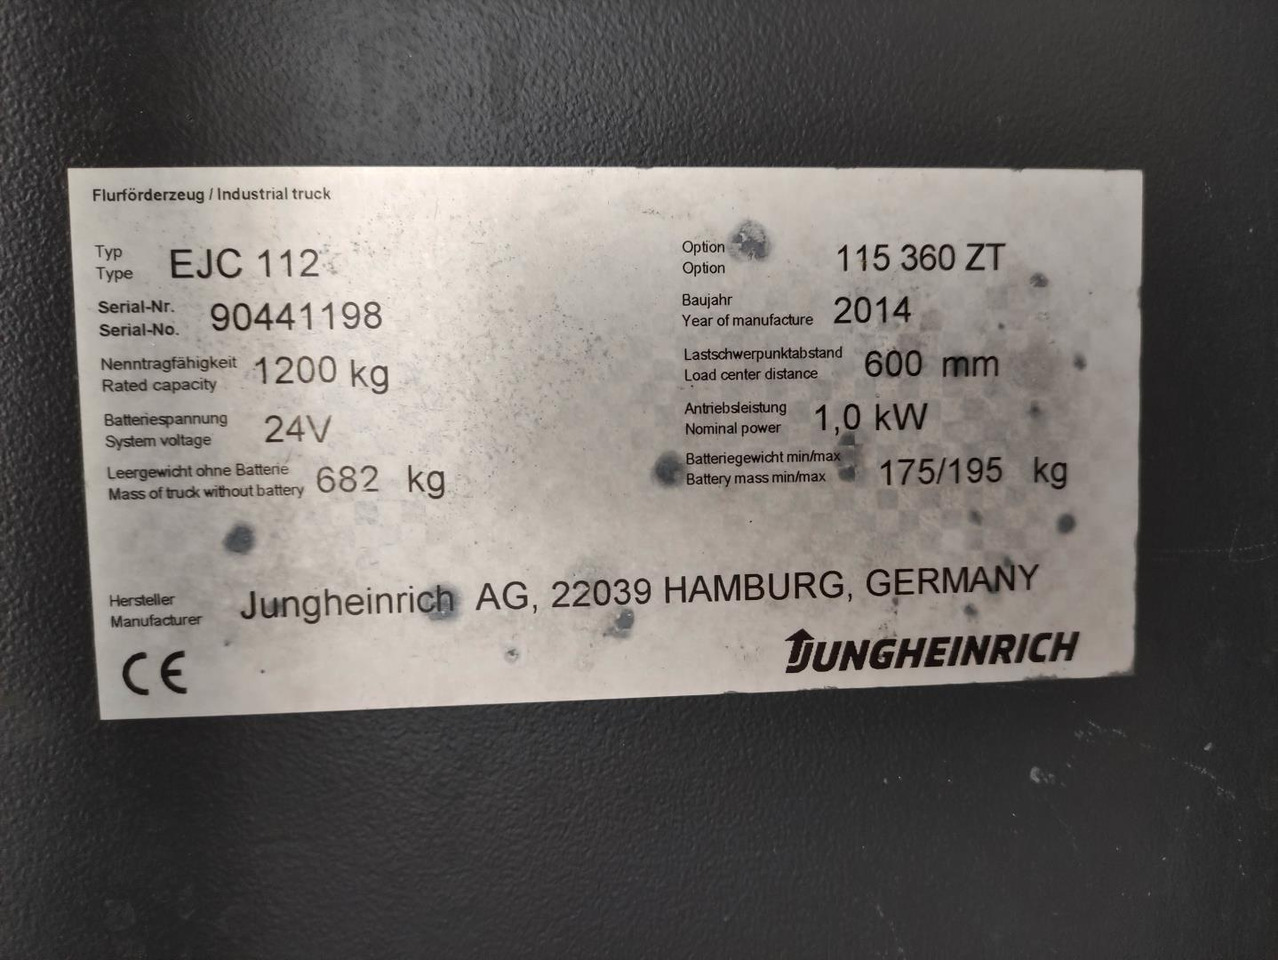 Flurförderzeug / Industrial truck
Typ
Type EJC 112
Option
Option 115 360 ZT
Serial-Nr.
Serial-No. 90441198
Baujahr
Year of manufacture 2014
Nenntragfähigkeit
Rated capacity 1200 kg
Lastschwerpunktabstand
Load center distance 600 mm
Batteriespannung
System voltage 24V
Antriebsleistung
Nominal power 1,0 kW
Leergewicht ohne Batterie
Mass of truck without battery 682 kg
Batteriegewicht min/max
Battery mass min/max 175/195 kg
Hersteller
Manufacturer Jungheinrich AG, 22039 HAMBURG, GERMANY
CE
JUNGHEINRICH